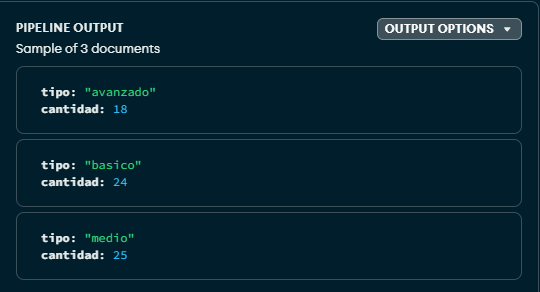 PIPELINE OUTPUT
OUTPUT OPTIONS
Sample of 3 documents
tipo: "avanzado"
cantidad: 18
tipo: "basico"
cantidad: 24
tipo: "medio"
cantidad: 25